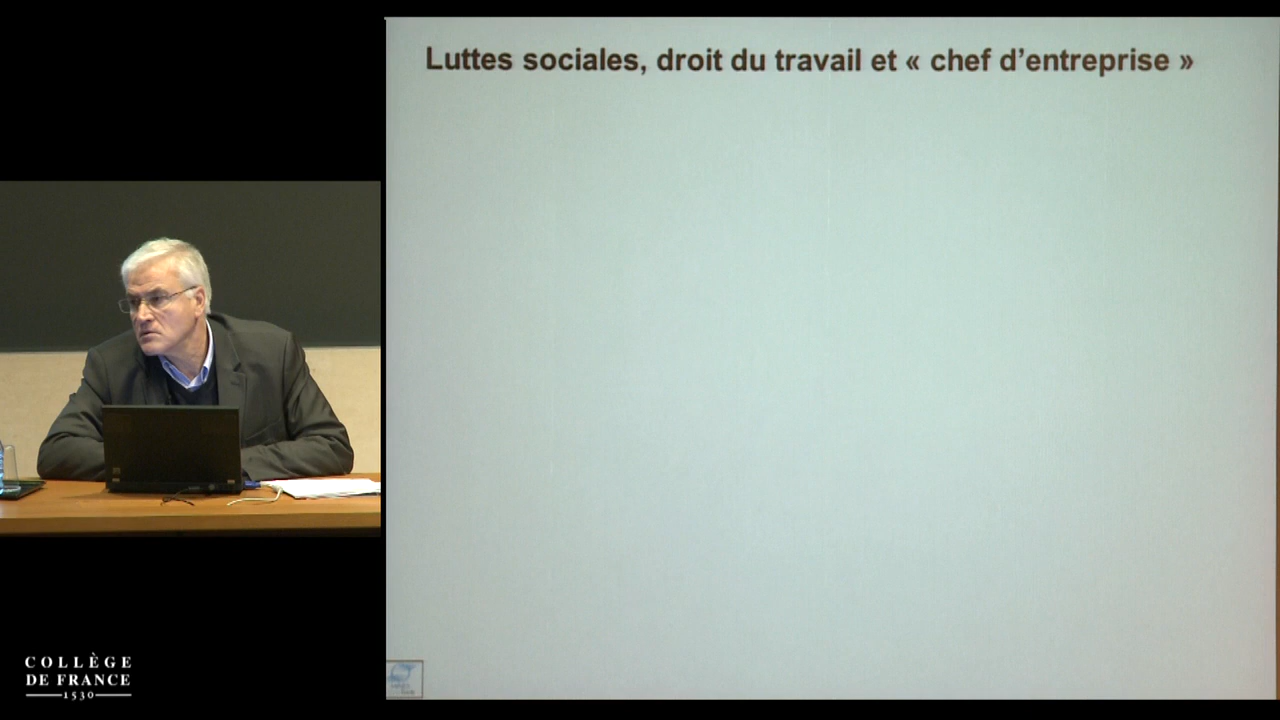 Luttes sociales, droit du travail et « chef d’entreprise »
COLLÈGE
DE FRANCE
1530